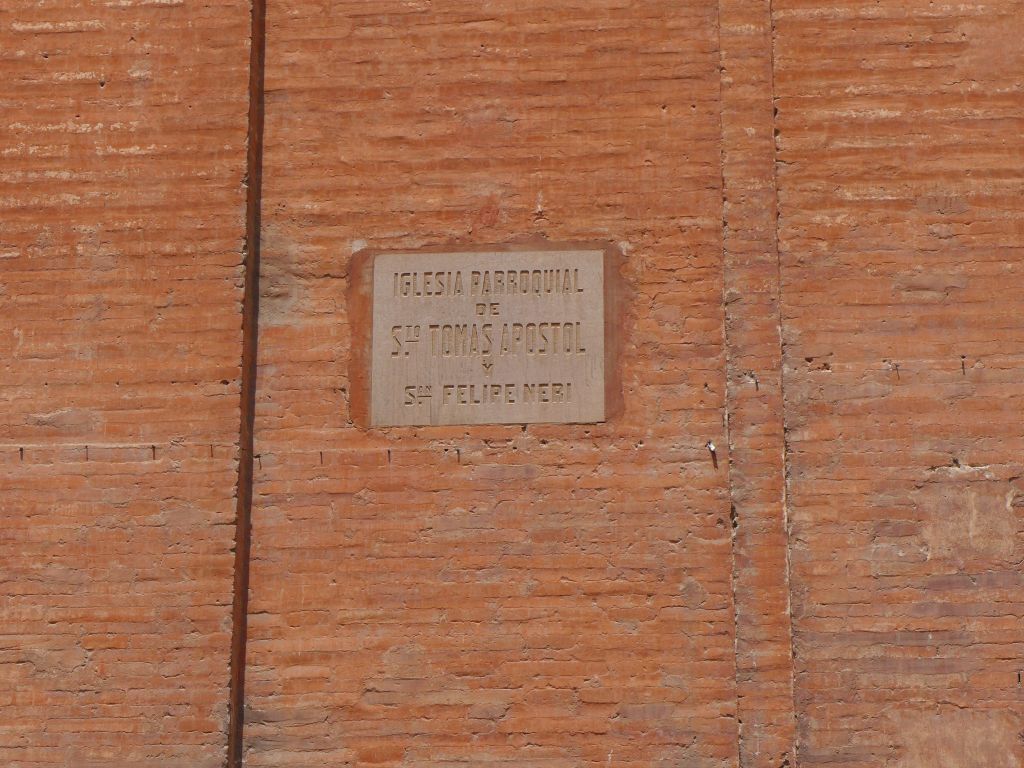 IGLESIA PARROQUIAL
DE
STO TOMAS APOSTOL
Y
SAN FELIPE NERI